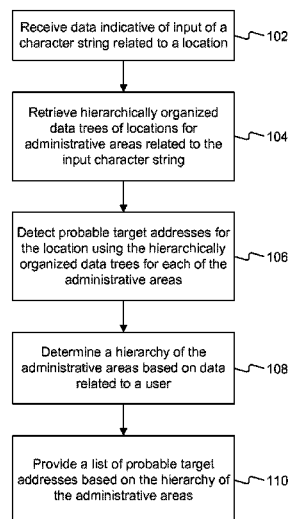 Receive data indicative of input of a
character string related to a location
102
Retrieve hierarchically organized
data trees of locations for
administrative areas related to the
input character string
104
Detect probable target addresses for
the location using the hierarchically
organized data trees for each of the
administrative areas
106
Determine a hierarchy of the
administrative areas based on data
related to a user
108
Provide a list of probable target
addresses based on the hierarchy of
the administrative areas
110